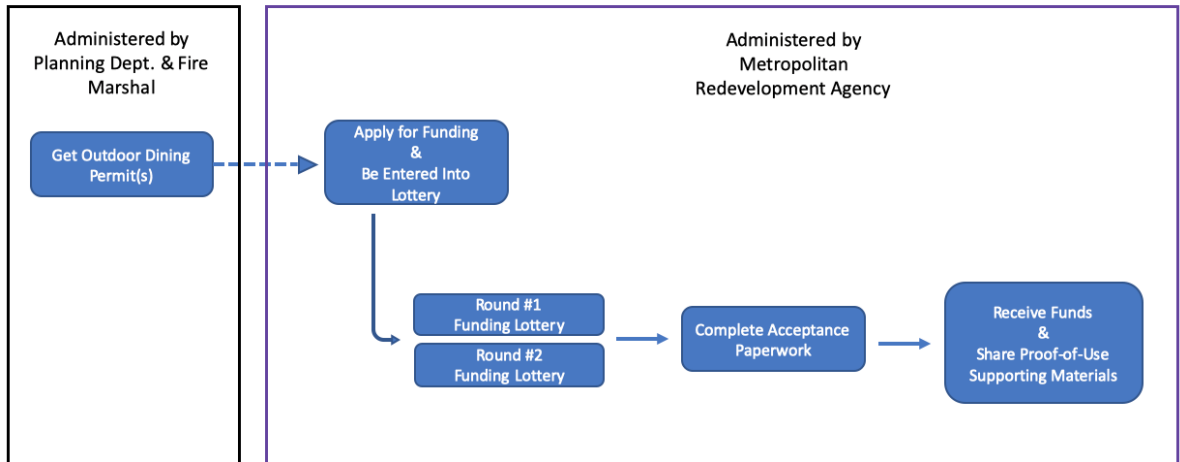 Administered by
Planning Dept. & Fire
Marshal
Get Outdoor Dining
Permit(s)
Administered by
Metropolitan
Redevelopment Agency
Apply for Funding
&
Be Entered Into
Lottery
Round #1
Funding Lottery
Round #2
Funding Lottery
Complete Acceptance
Paperwork
Receive Funds
&
Share Proof-of-Use
Supporting Materials